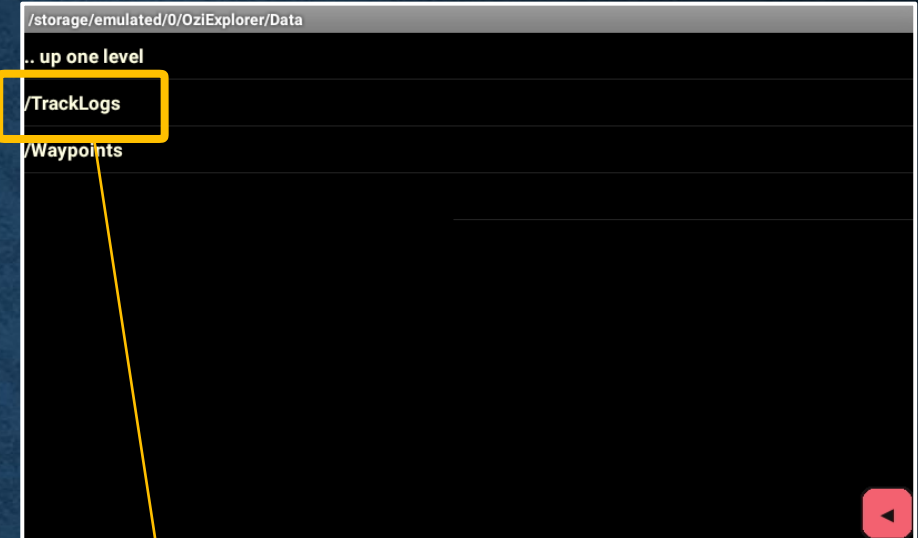 /storage/emulated/0/OziExplorer/Data
.. up one level
/TrackLogs
/Waypoints